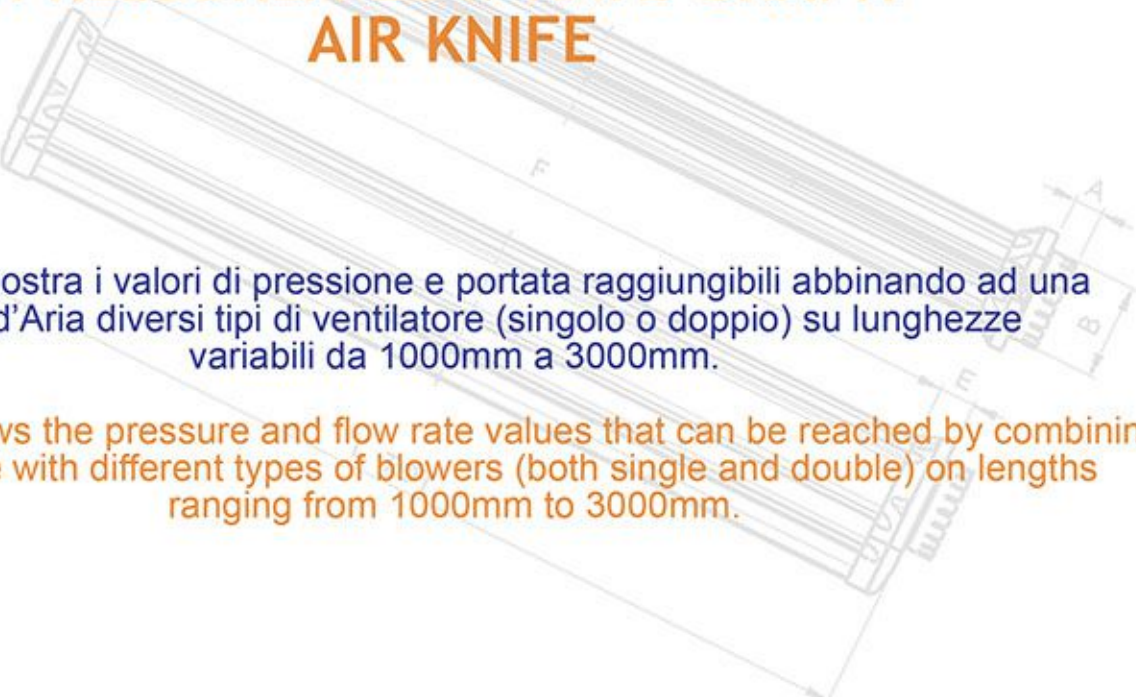 AIR KNIFE
F
A
ostra i valori di pressione e portata raggiungibili abbinando ad una
d'Aria diversi tipi di ventilatore (singolo o doppio) su lunghezze
B
variabili da 1000mm a 3000mm.
E
ws the pressure and flow rate values that can be reached by combinin
with different types of blowers (both single and double) on lengths
ranging from 1000mm to 3000mm.